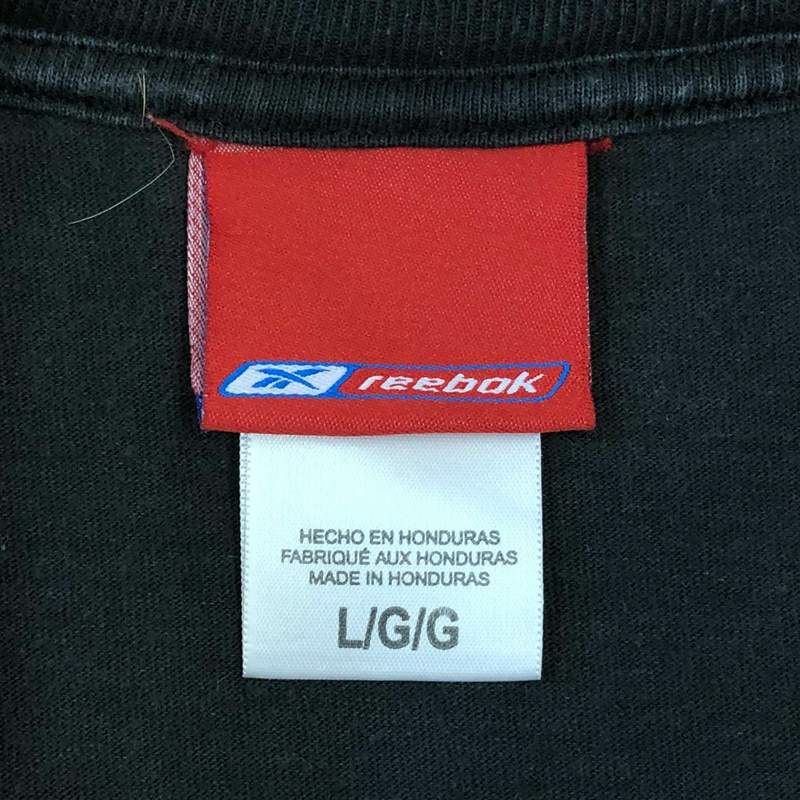 reebok
HECHO EN HONDURAS
FABRIQUÉ AUX HONDURAS
MADE IN HONDURAS
L/G/G